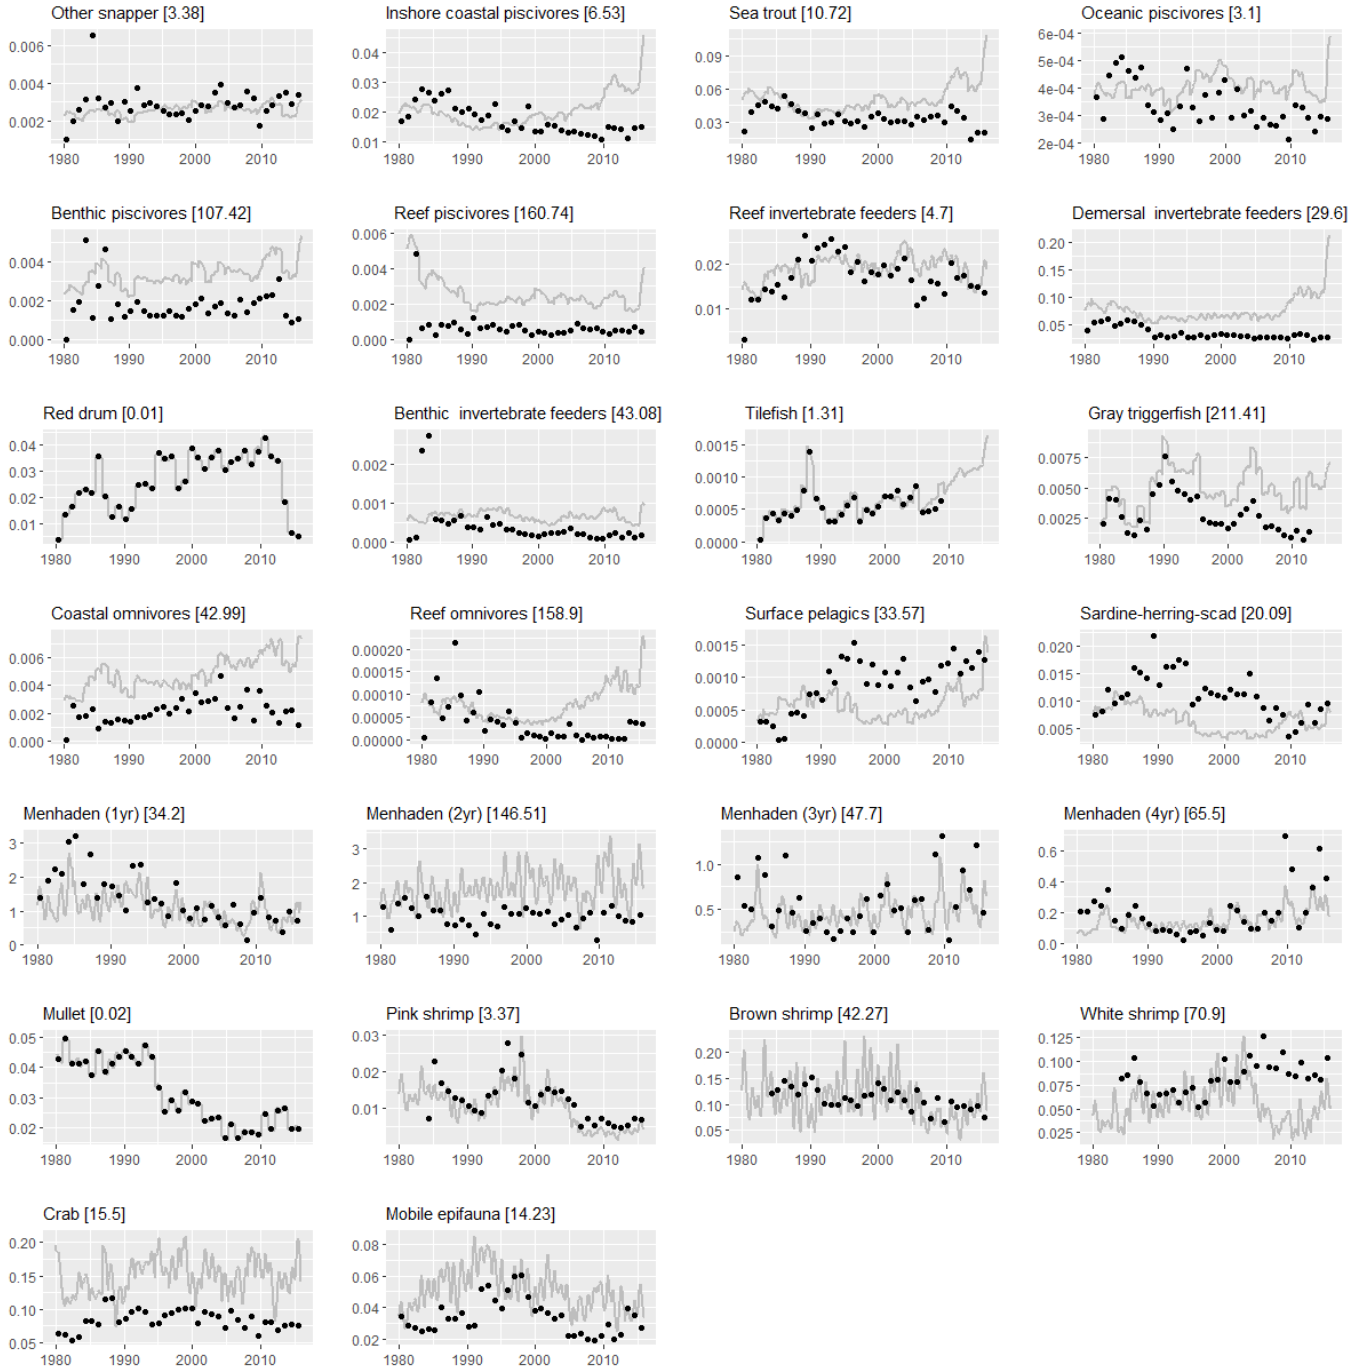 Other snapper [3.38]
0.006
0.004
0.002
1980 1990 2000 2010
Inshore coastal piscivores [6.53]
0.04
0.03
0.02
0.01
1980 1990 2000 2010
Sea trout [10.72]
0.09
0.06
0.03
1980 1990 2000 2010
Oceanic piscivores [3.1]
6e-04
5e-04
4e-04
3e-04
2e-04
1980 1990 2000 2010
Benthic piscivores [107.42]
0.004
0.002
0.000
1980 1990 2000 2010
Reef piscivores [160.74]
0.006
0.004
0.002
0.000
1980 1990 2000 2010
Reef invertebrate feeders [4.7]
0.02
0.01
1980 1990 2000 2010
Demersal  invertebrate feeders [29.6]
0.20
0.15
0.10
0.05
1980 1990 2000 2010
Red drum [0.01]
0.04
0.03
0.02
0.01
1980 1990 2000 2010
Benthic  invertebrate feeders [43.08]
0.002
0.001
0.000
1980 1990 2000 2010
Tilefish [1.31]
0.0015
0.0010
0.0005
0.0000
1980 1990 2000 2010
Gray triggerfish [211.41]
0.0075
0.0050
0.0025
1980 1990 2000 2010
Coastal omnivores [42.99]
0.006
0.004
0.002
0.000
1980 1990 2000 2010
Reef omnivores [158.9]
0.00020
0.00015
0.00010
0.00005
0.00000
1980 1990 2000 2010
Surface pelagics [33.57]
0.0015
0.0010
0.0005
0.0000
1980 1990 2000 2010
Sardine-herring-scad [20.09]
0.020
0.015
0.010
0.005
1980 1990 2000 2010
Menhaden (1yr) [34.2]
3
2
1
0
1980 1990 2000 2010
Menhaden (2yr) [146.51]
3
2
1
1980 1990 2000 2010
Menhaden (3yr) [47.7]
1.0
0.5
1980 1990 2000 2010
Menhaden (4yr) [65.5]
0.6
0.4
0.2
0.0
1980 1990 2000 2010
Mullet [0.02]
0.05
0.04
0.03
0.02
1980 1990 2000 2010
Pink shrimp [3.37]
0.03
0.02
0.01
1980 1990 2000 2010
Brown shrimp [42.27]
0.20
0.15
0.10
0.05
1980 1990 2000 2010
White shrimp [70.9]
0.125
0.100
0.075
0.050
0.025
1980 1990 2000 2010
Crab [15.5]
0.20
0.15
0.10
0.05
1980 1990 2000 2010
Mobile epifauna [14.23]
0.08
0.06
0.04
0.02
1980 1990 2000 2010